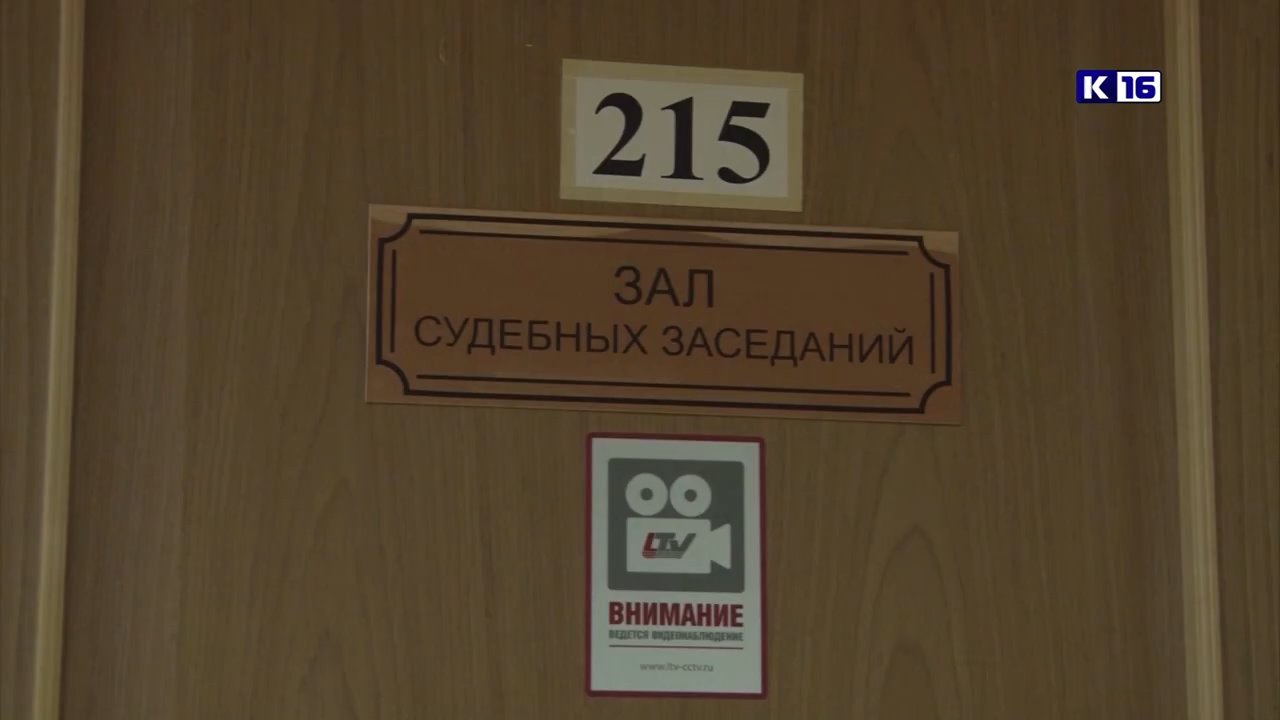 215
К 16
ЗАЛ
СУДЕБНЫХ ЗАСЕДАНИЙ
LTV
ВНИМАНИЕ
ВЕДЕТСЯ ВИДЕОНАБЛЮДЕНИЕ
www.ltv-cctv.ru